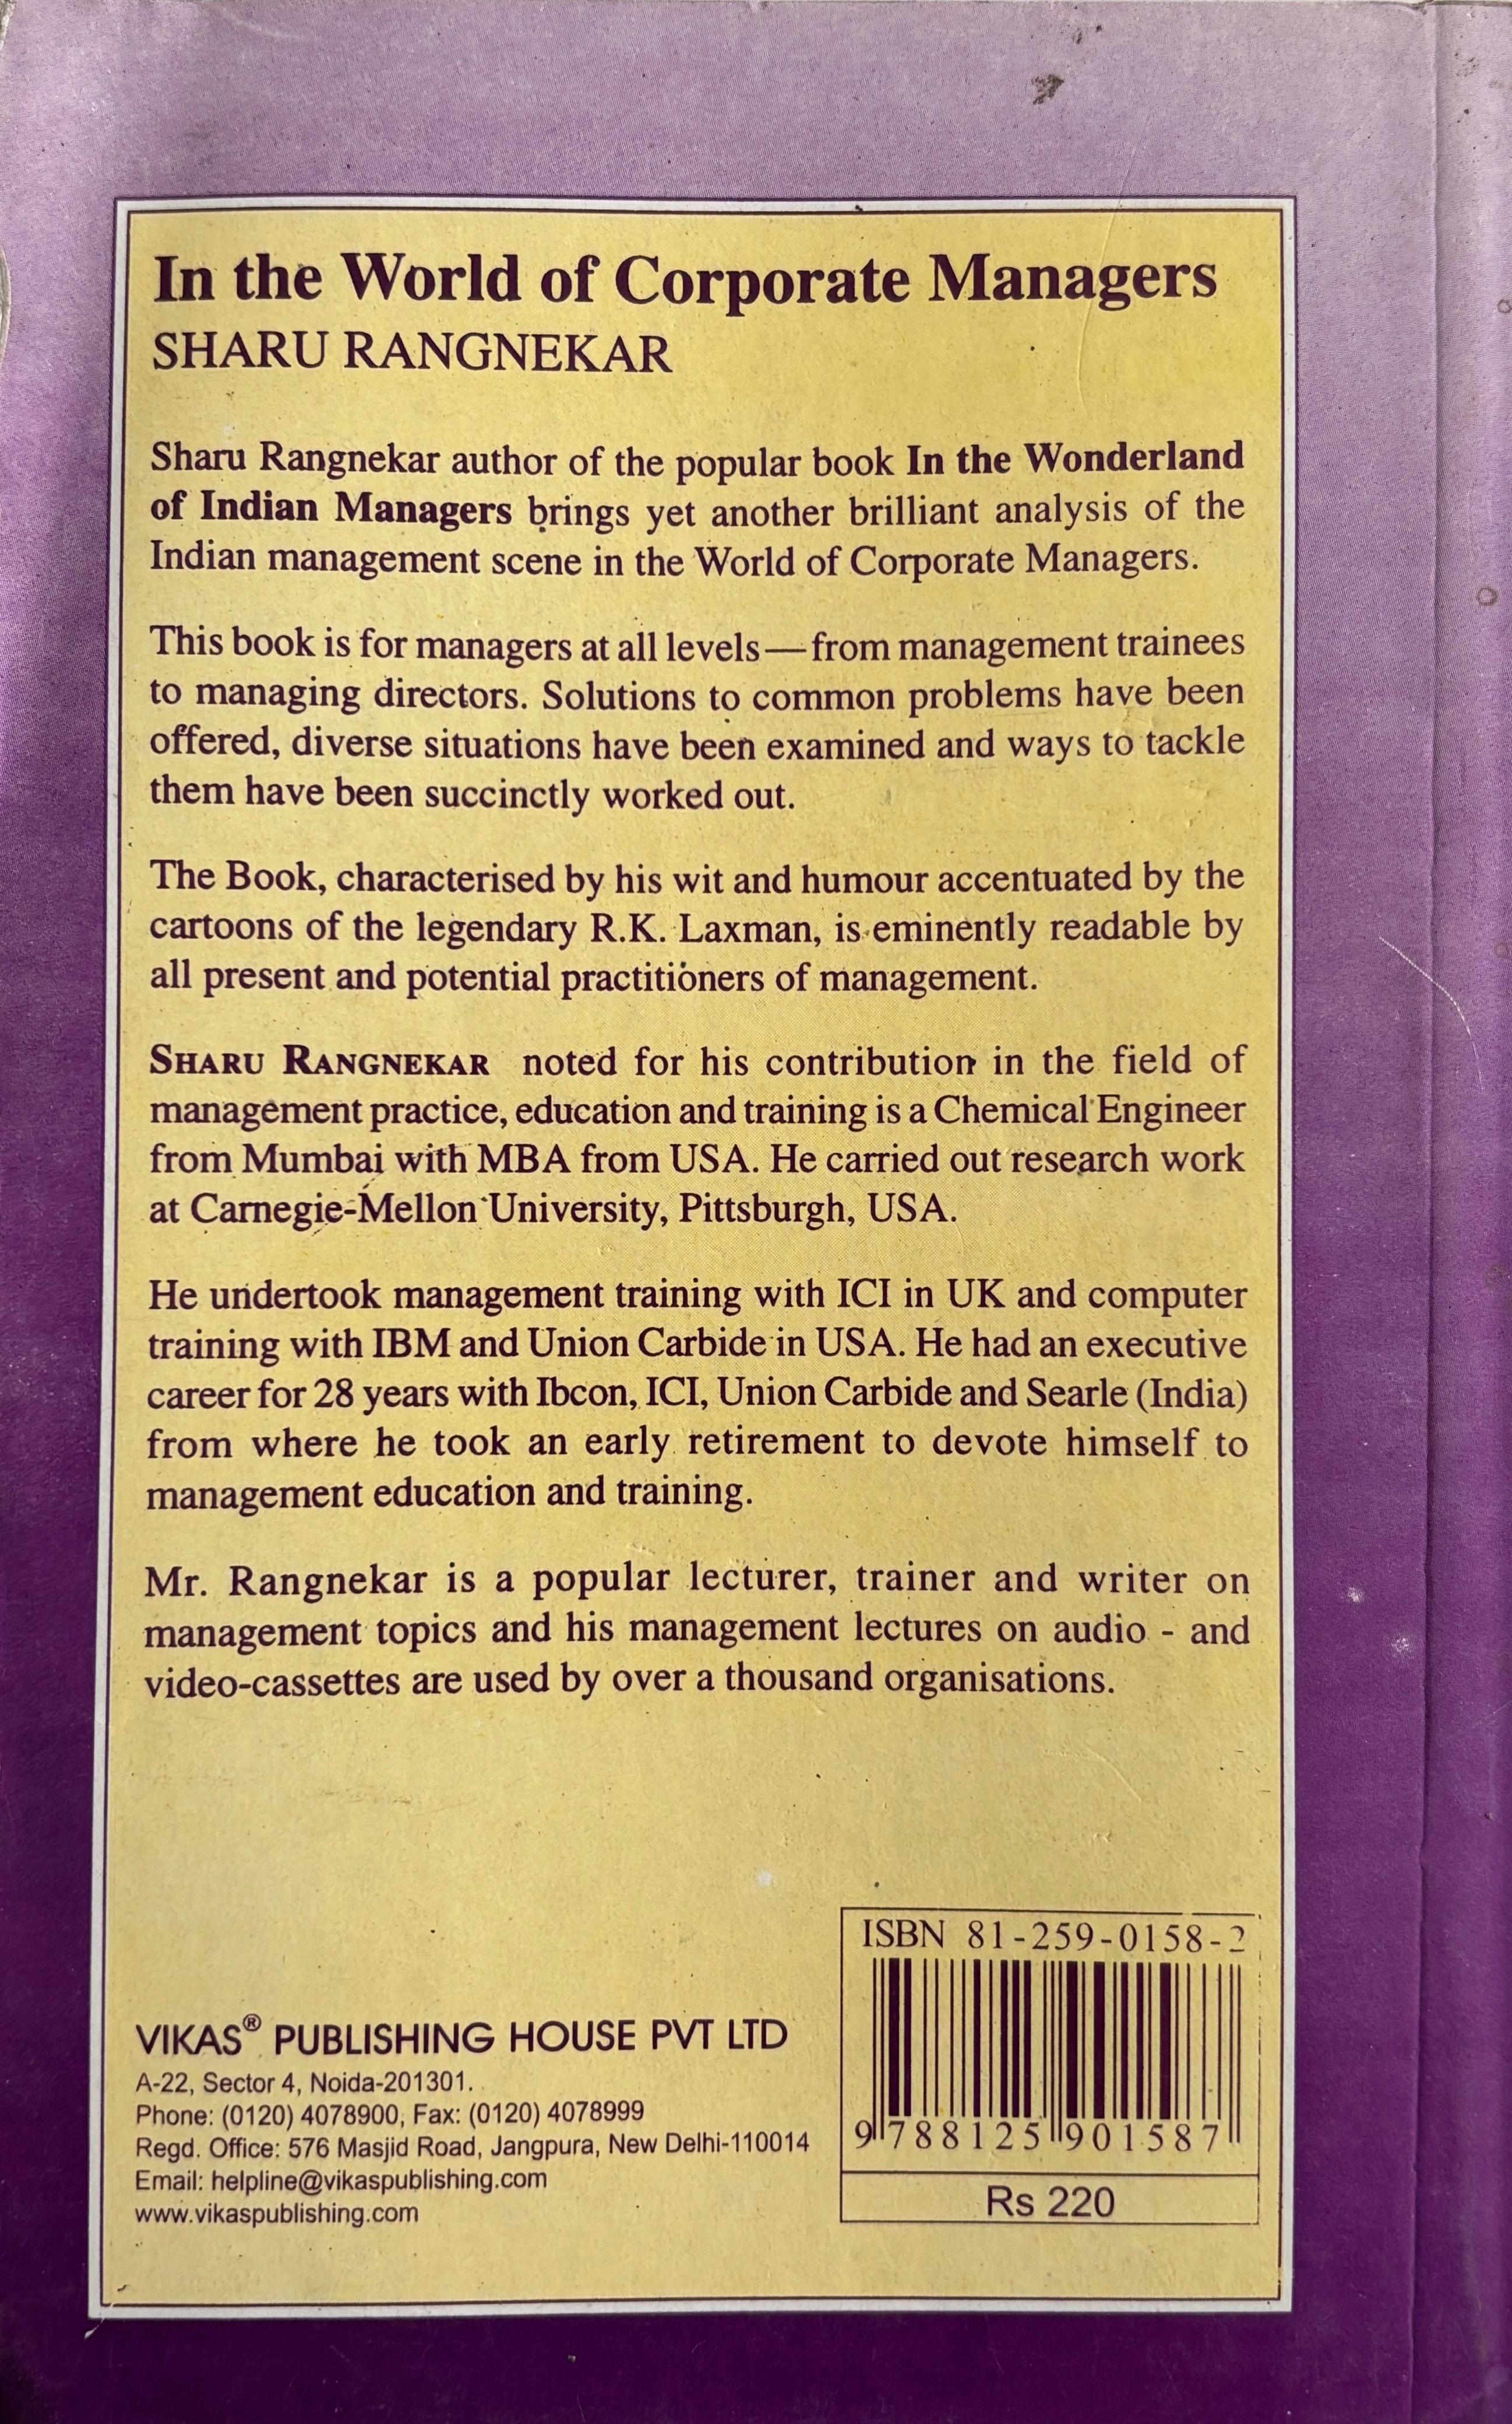 In the World of Corporate Managers
SHARU RANGNEKAR
Sharu Rangnekar author of the popular book In the Wonderland
of Indian Managers brings yet another brilliant analysis of the
Indian management scene in the World of Corporate Managers.
This book is for managers at all levels—from management trainees
to managing directors. Solutions to common problems have been
offered, diverse situations have been examined and ways to tackle
them have been succinctly worked out.
The Book, characterised by his wit and humour accentuated by the
cartoons of the legendary R.K. Laxman, is eminently readable by
all present and potential practitioners of management.
SHARU RANGNEKAR noted for his contribution in the field of
management practice, education and training is a Chemical Engineer
from Mumbai with MBA from USA. He carried out research work
at Carnegie-Mellon University, Pittsburgh, USA.
He undertook management training with ICI in UK and computer
training with IBM and Union Carbide in USA. He had an executive
career for 28 years with Ibcon, ICI, Union Carbide and Searle (India)
from where he took an early retirement to devote himself to
management education and training.
Mr. Rangnekar is a popular lecturer, trainer and writer on
management topics and his management lectures on audio - and
video-cassettes are used by over a thousand organisations.
VIKAS® PUBLISHING HOUSE PVT LTD
A-22, Sector 4, Noida-201301.
Phone: (0120) 4078900, Fax: (0120) 4078999
Regd. Office: 576 Masjid Road, Jangpura, New Delhi-110014
Email: helpline@vikaspublishing.com
www.vikaspublishing.com
ISBN 81-259-0158-2
9 788125 901587
Rs 220